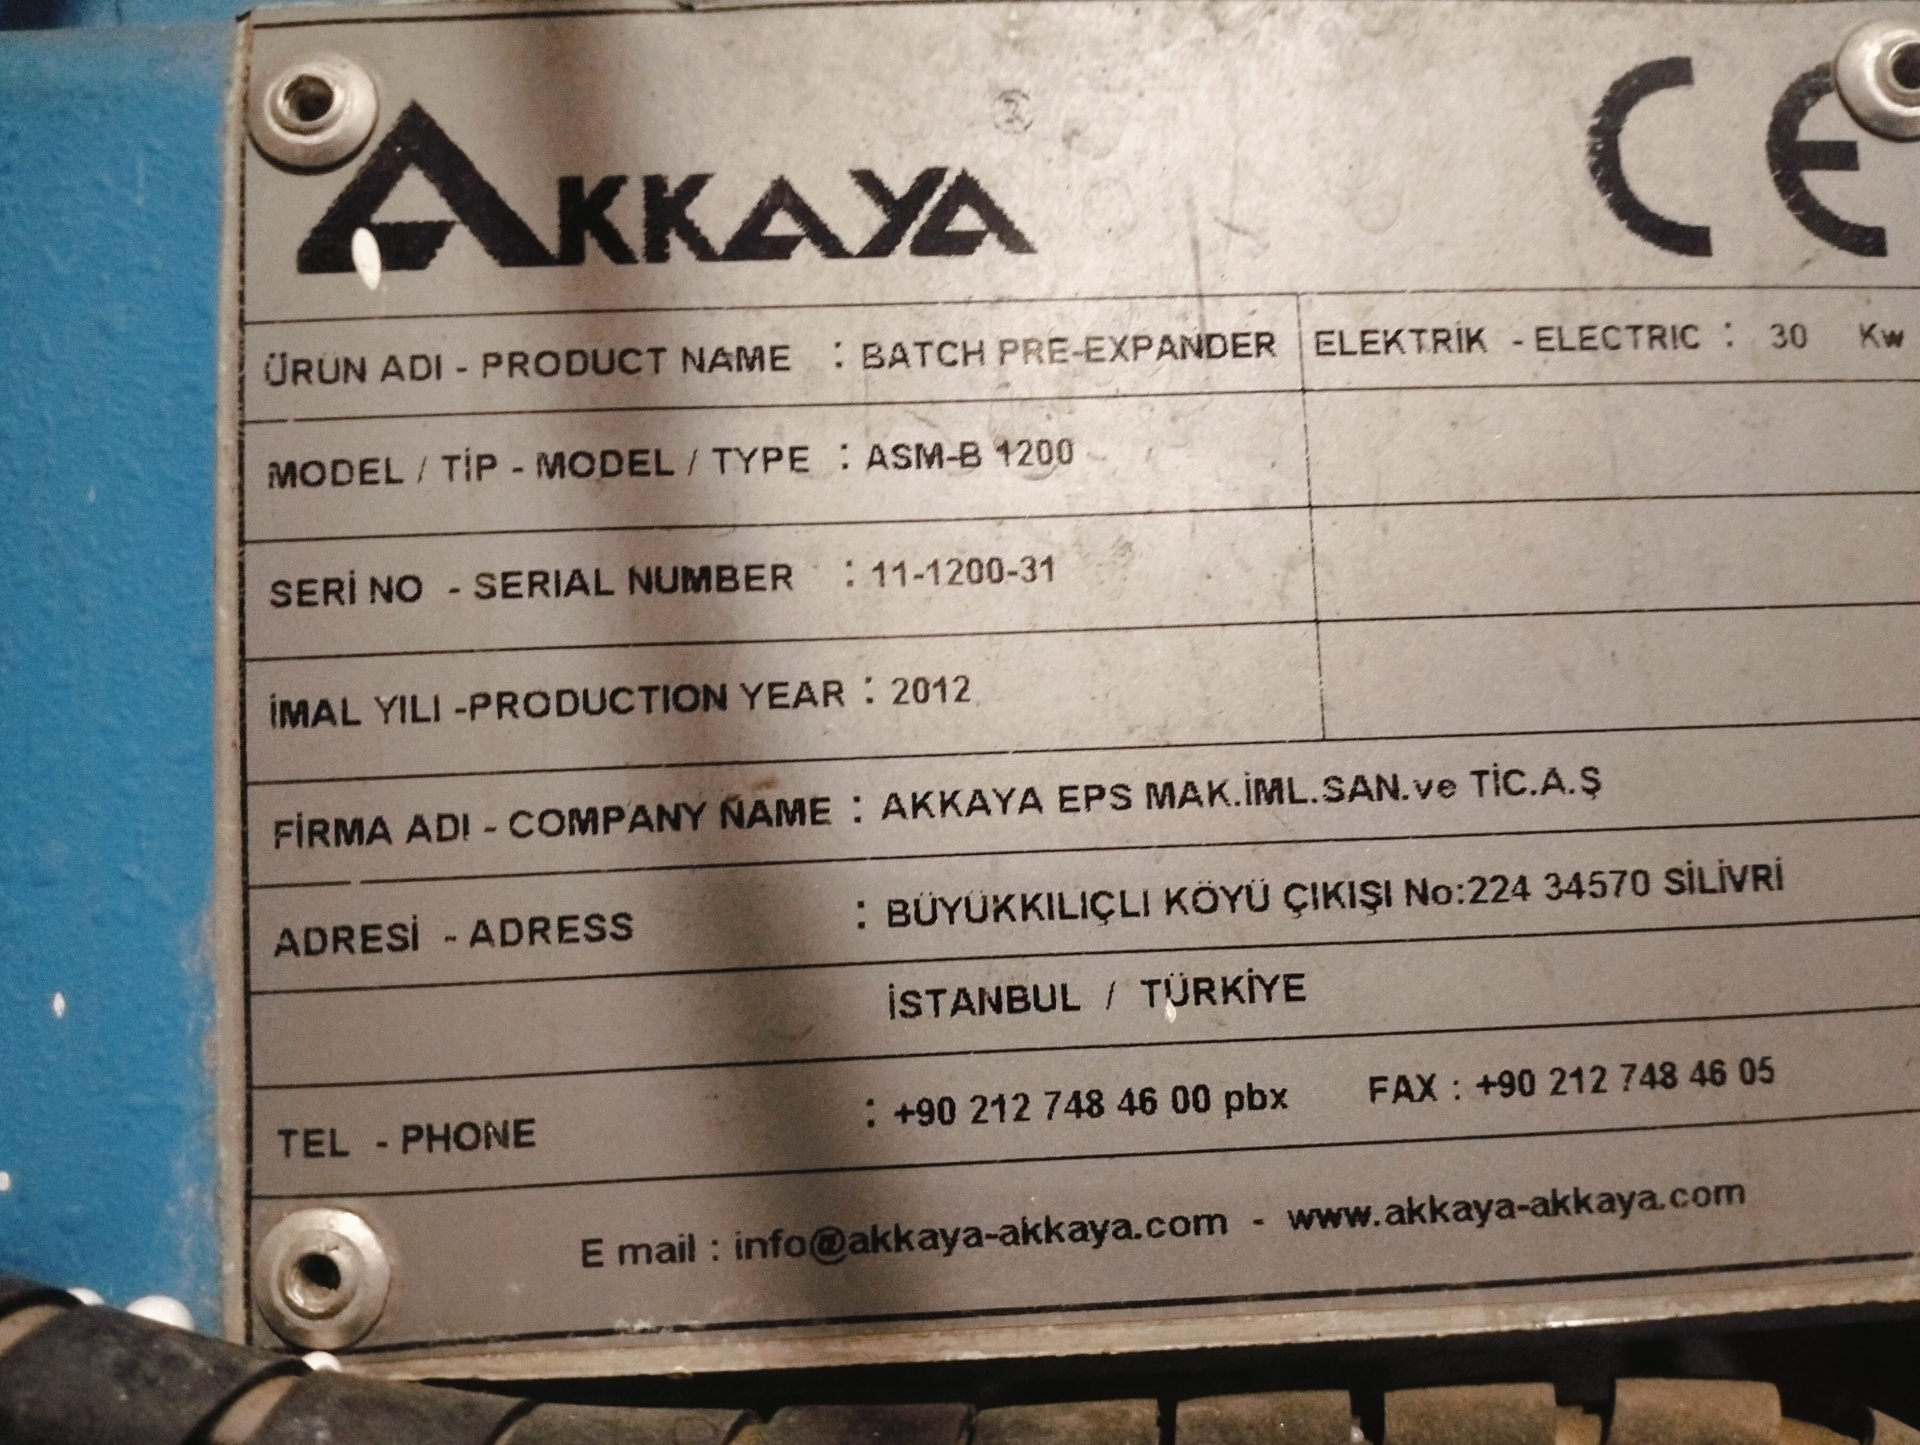 AKKAYA ® CE
ÜRÜN ADI - PRODUCT NAME : BATCH PRE-EXPANDER ELEKTRİK - ELECTRIC : 30 Kw
MODEL / TİP - MODEL / TYPE : ASM-B 1200
SERİ NO - SERIAL NUMBER : 11-1200-31
İMAL YILI -PRODUCTION YEAR : 2012
FİRMA ADI - COMPANY NAME : AKKAYA EPS MAK.İML.SAN.ve TİC.A.Ş
ADRESİ - ADRESS : BÜYÜKKILIÇLI KÖYÜ ÇIKIŞI No:224 34570 SİLİVRİ
İSTANBUL / TÜRKİYE
TEL - PHONE : +90 212 748 46 00 pbx FAX : +90 212 748 46 05
E mail : info@akkaya-akkaya.com - www.akkaya-akkaya.com